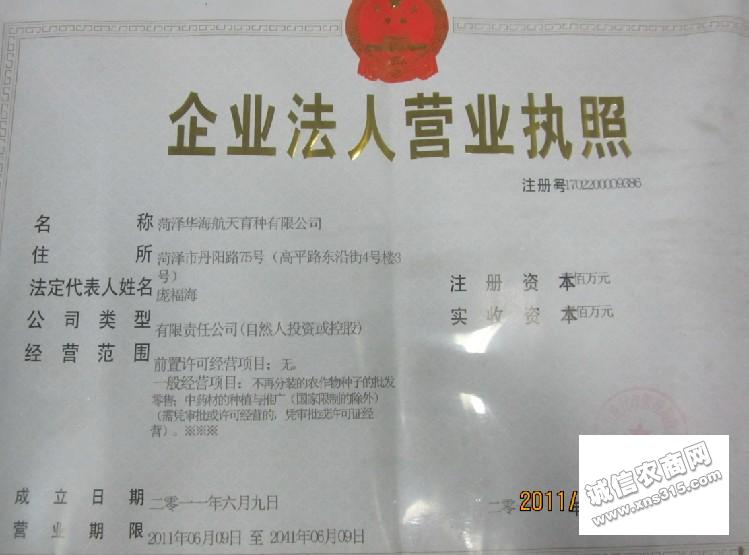 企业法人营业执照
注册号
名 称 菏泽华海航天育种有限公司
住 所 菏泽市丹阳路75号(高平路东沿街4号楼3号)
法定代表人姓名 庞福海
注册资本 佰万元
公司类型 有限责任公司(自然人投资或控股)
实收资本 佰万元
经营范围 前置许可经营项目:无。
一般经营项目:不再分装的农作物种子的批发
零售;中药材的种植与推广(国家限制的除外)
(需凭审批或许可经营的,凭审批或许可证经
营)。※※※
成立日期 二零一一年六月九日
二零
2011/
营业期限 2011年06月09日 至 2041年06月09日
诚信农商网
www.xns315.com